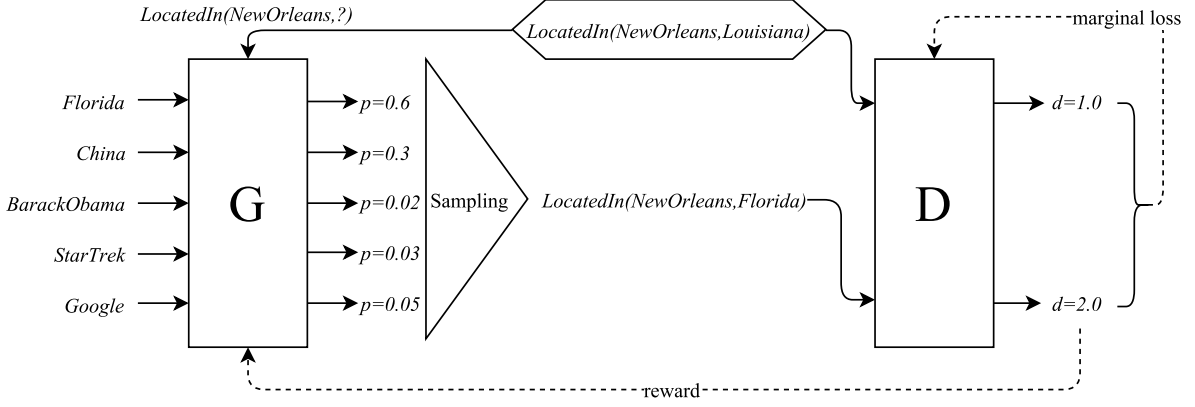 LocatedIn(NewOrleans,?)
LocatedIn(NewOrleans,Louisiana)
marginal loss
Florida
p=0.6
d=1.0
China
p=0.3
G
BarackObama
p=0.02
Sampling
LocatedIn(NewOrleans,Florida)
D
StarTrek
p=0.03
Google
p=0.05
d=2.0
reward